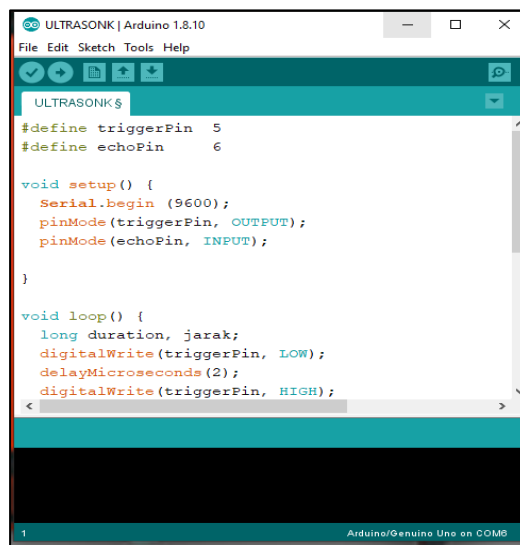 ULTRASONK | Arduino 1.8.10
File Edit Sketch Tools Help
ULTRASONK §
#define triggerPin  5
#define echoPin     6
void setup() {
  Serial.begin (9600);
  pinMode(triggerPin, OUTPUT);
  pinMode(echoPin, INPUT);
}
void loop() {
  long duration, jarak;
  digitalWrite(triggerPin, LOW);
  delayMicroseconds(2);
  digitalWrite(triggerPin, HIGH);
1
Arduino/Genuino Uno on COM6